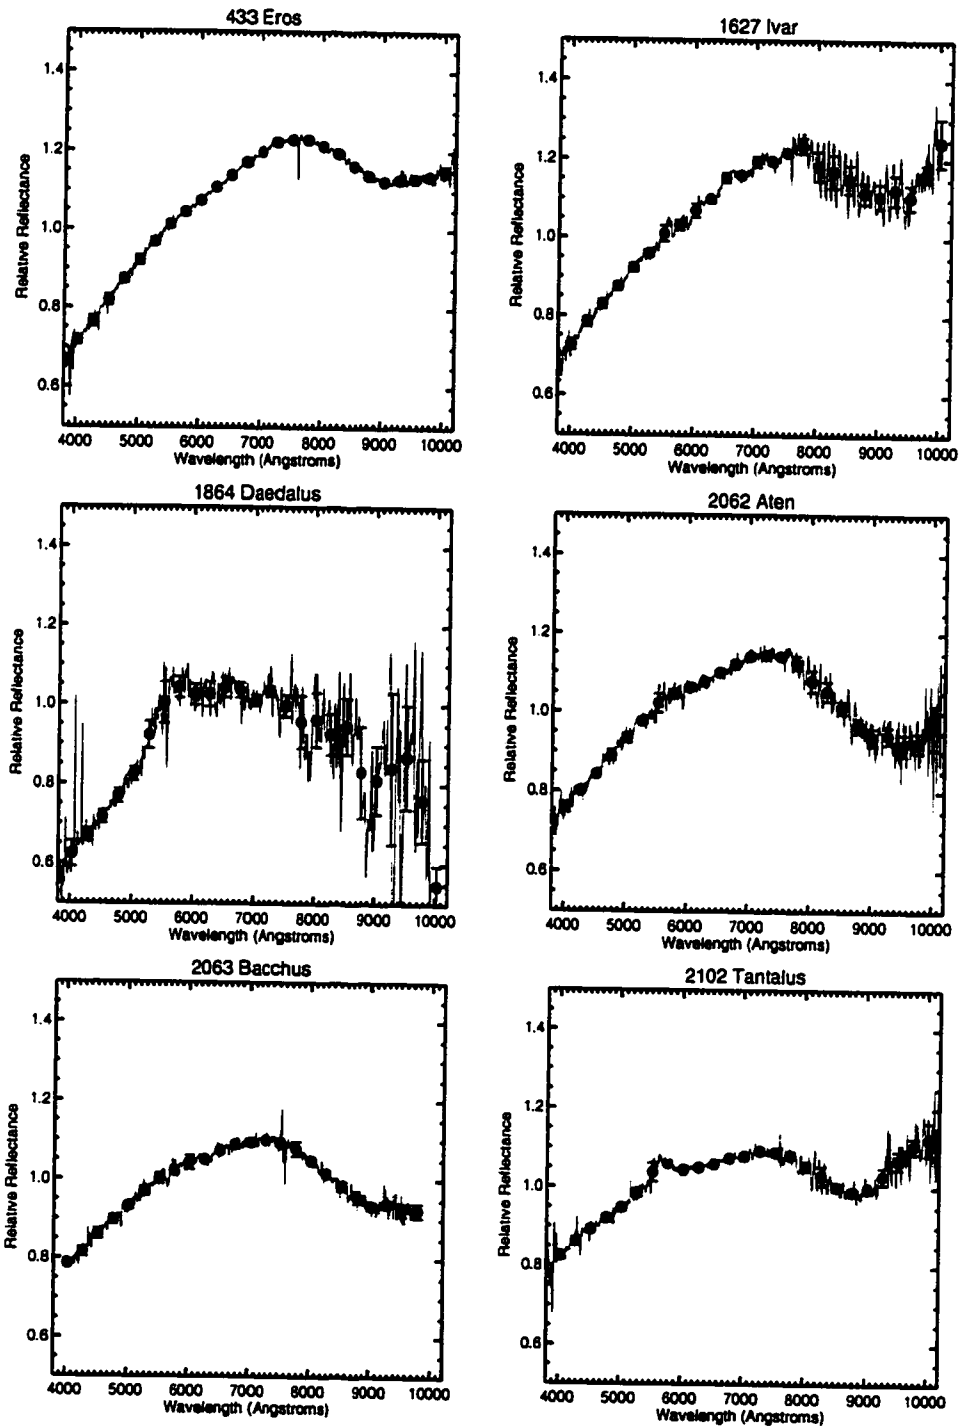 433 Eros
1.4
1.2
1.0
0.8
0.6
Relative Reflectance
4000 5000 6000 7000 8000 9000 10000
Wavelength (Angstroms)
1627 Ivar
1.4
1.2
1.0
0.8
0.6
Relative Reflectance
4000 5000 6000 7000 8000 9000 10000
Wavelength (Angstroms)
1864 Daedalus
1.4
1.2
1.0
0.8
0.6
Relative Reflectance
4000 5000 6000 7000 8000 9000 10000
Wavelength (Angstroms)
2062 Aten
1.4
1.2
1.0
0.8
0.6
Relative Reflectance
4000 5000 6000 7000 8000 9000 10000
Wavelength (Angstroms)
2063 Bacchus
1.4
1.2
1.0
0.8
0.6
Relative Reflectance
4000 5000 6000 7000 8000 9000 10000
Wavelength (Angstroms)
2102 Tantalus
1.4
1.2
1.0
0.8
0.6
Relative Reflectance
4000 5000 6000 7000 8000 9000 10000
Wavelength (Angstroms)